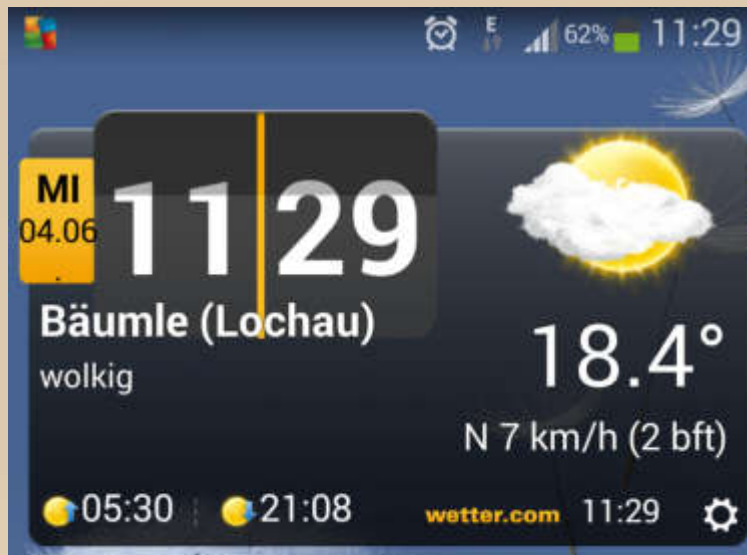 E
62% 11:29
MI
04.06
.
11 29
Bäumle (Lochau)
wolkig
18.4°
N 7 km/h (2 bft)
05:30 21:08 wetter.com 11:29